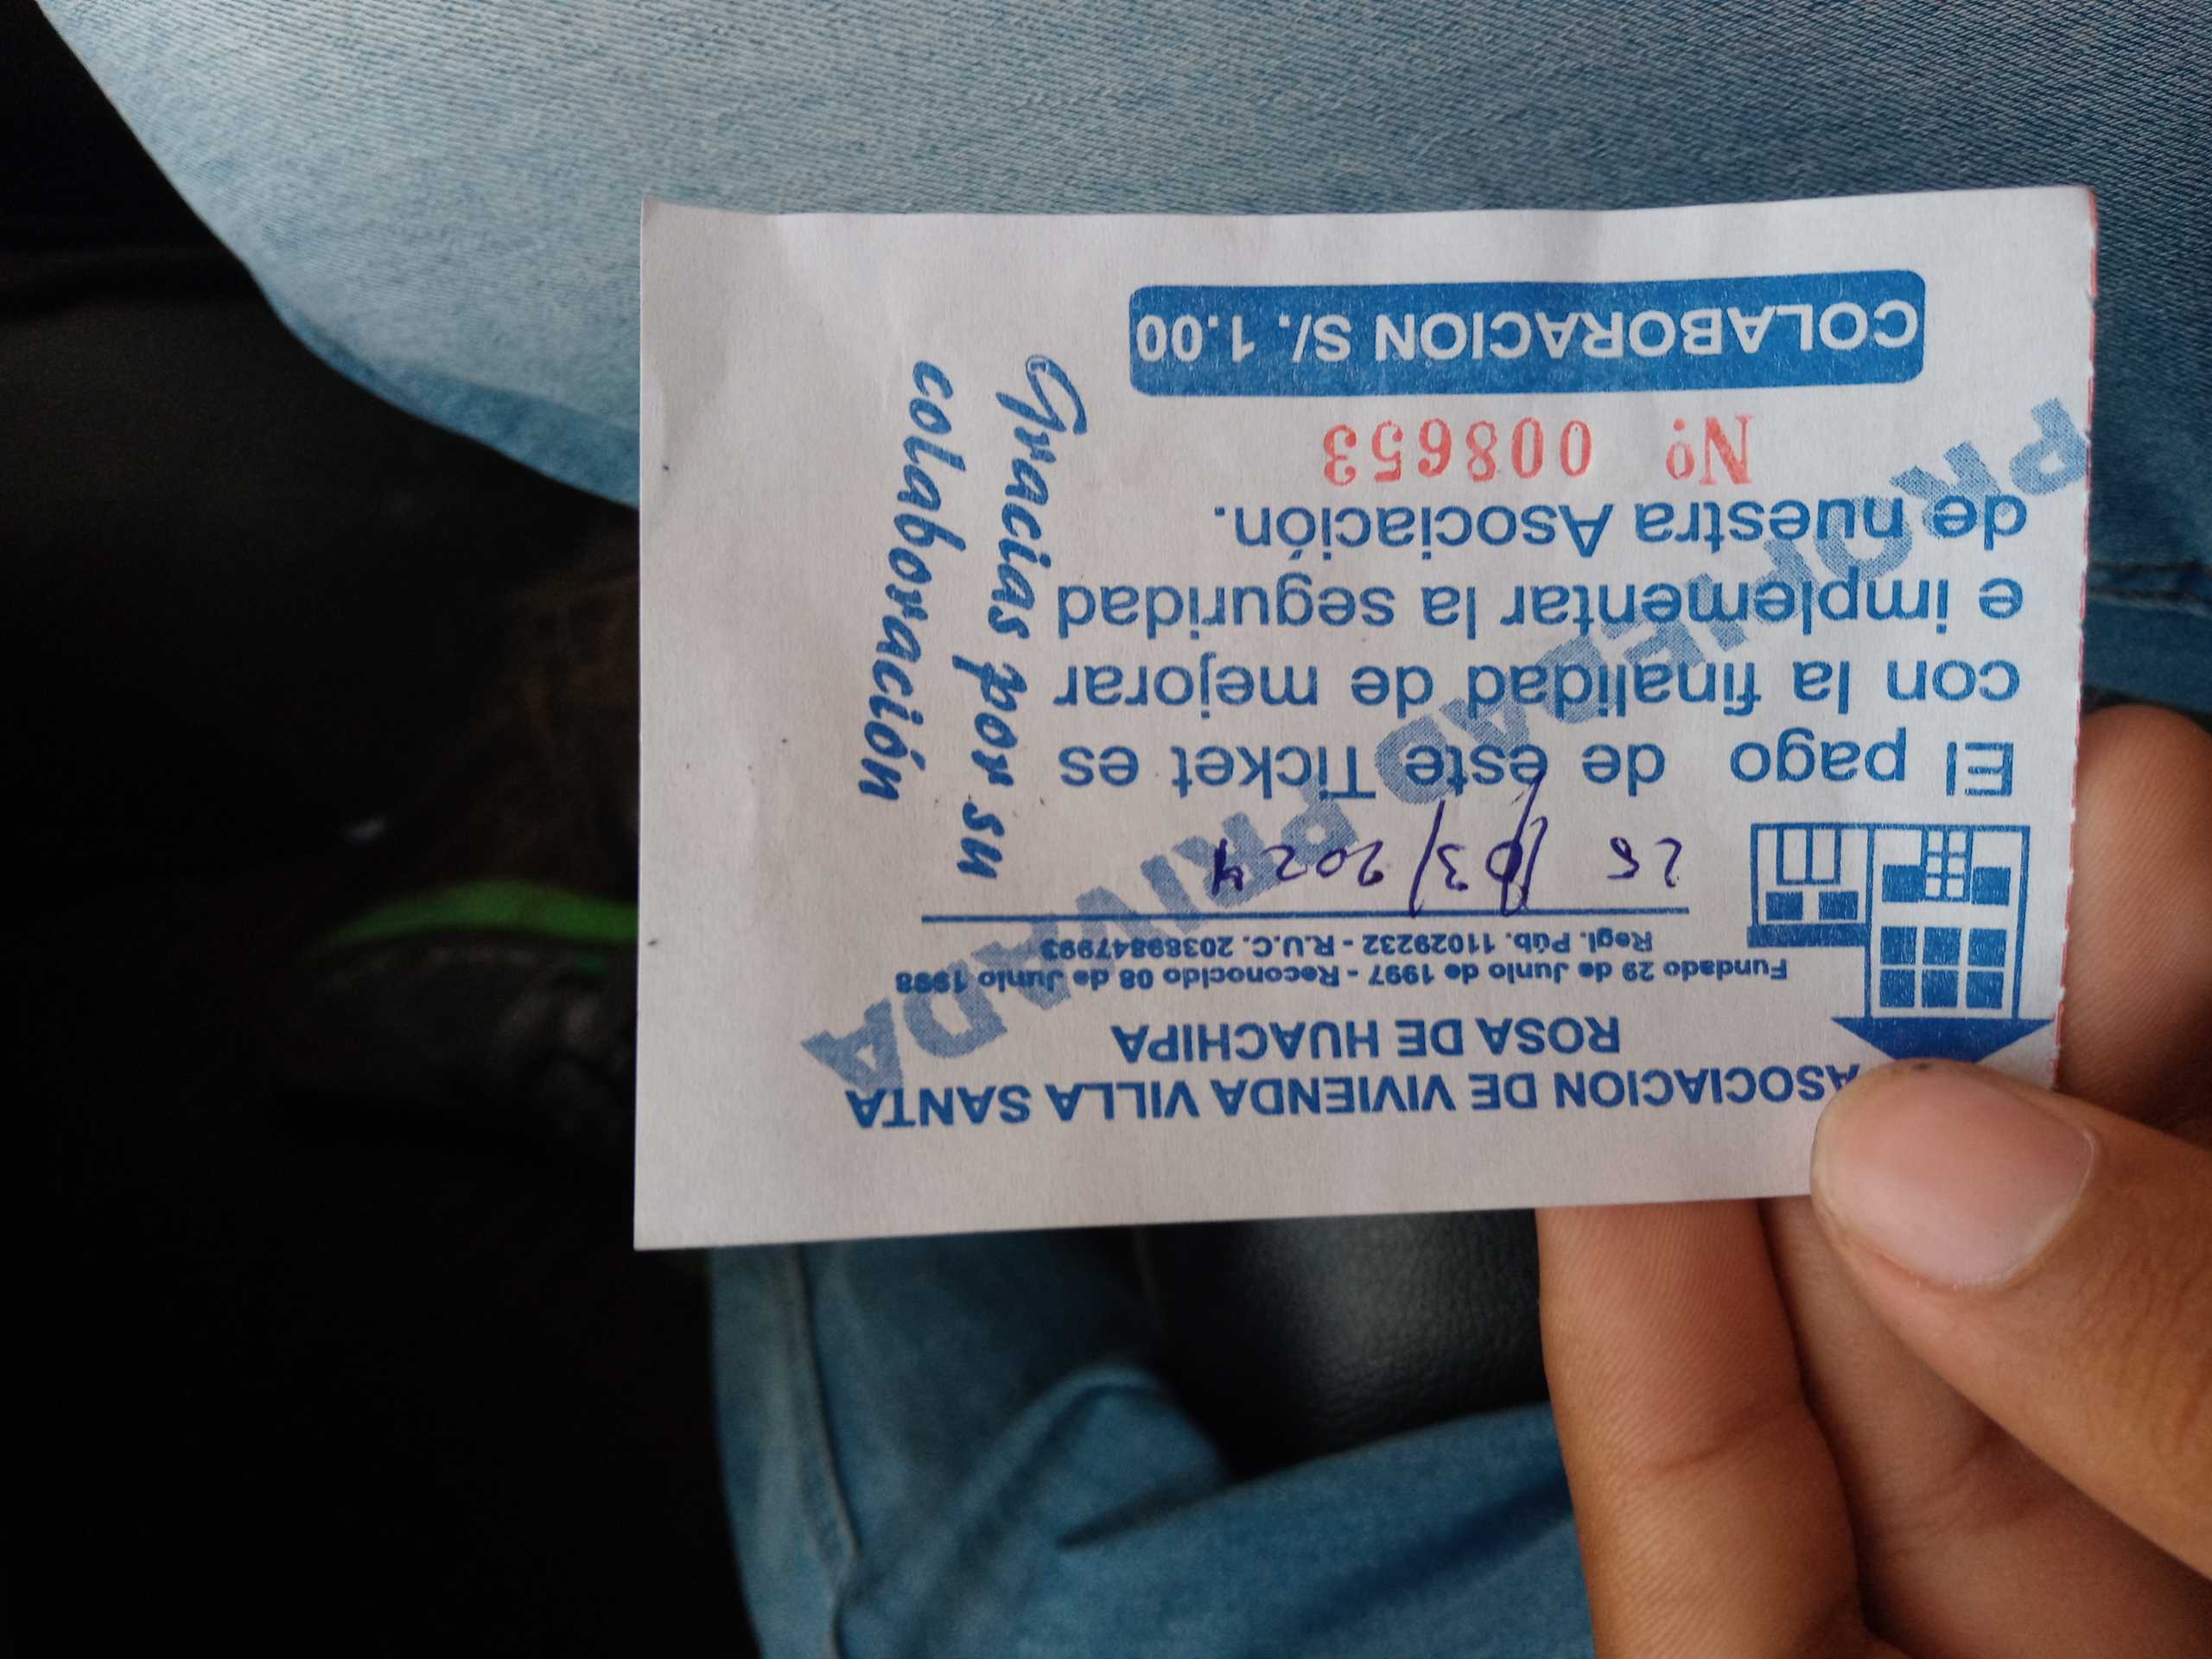 ASOCIACION DE VIVIENDA VILLA SANTA
ROSA DE HUACHIPA
Fundado 29 de Junio de 1997 - Reconocido 08 de Junio 1998
Regl. Púb. 11029232 - R.U.C. 20389847993
25/03/2024
El pago de este Ticket es
con la finalidad de mejorar
e implementar la seguridad
de nuestra Asociación.
Nº 008653
COLABORACION S/. 1.00
Gracias por su
colaboración
PROPIEDAD PRIVADA